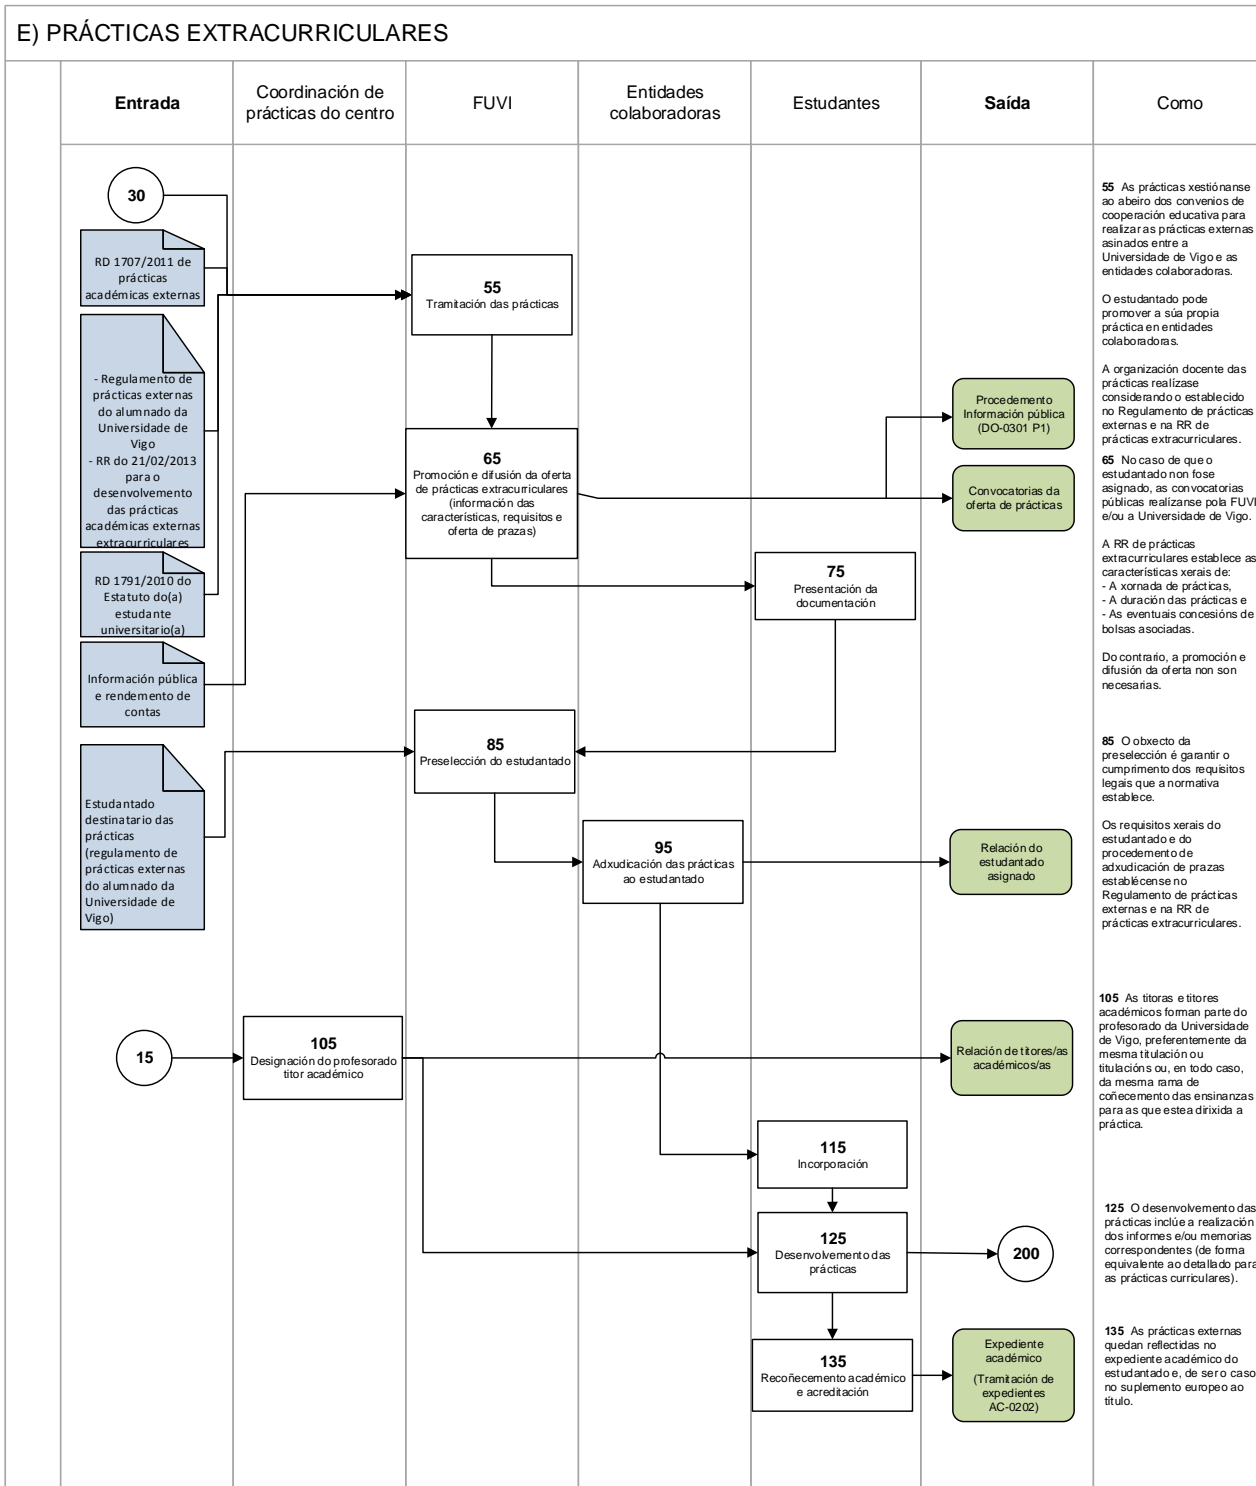 E) PRÁCTICAS EXTRACURRICULARES
Entrada
Coordinación de
prácticas do centro
FUVI
Entidades
colaboradoras
Estudantes
Saída
Como
30
RD 1707/2011 de
prácticas
académicas externas
- Regulamento de
prácticas externas
do alumnado da
Universidade de
Vigo
- RR do 21/02/2013
para o
desenvolvemento
das prácticas
académicas externas
extracurriculares
RD 1791/2010 do
Estatuto do(a)
estudante
universitario(a)
Información pública
e rendemento de
contas
Estudantado
destinatario das
prácticas
(regulamento de
prácticas externas
do alumnado da
Universidade de
Vigo)
15
105
Designación do profesorado
titor académico
55
Tramitación das prácticas
65
Promoción e difusión da oferta
de prácticas extracurriculares
(información das
características, requisitos e
oferta de prazas)
85
Preselección do estudantado
95
Adxudicación das prácticas
ao estudantado
75
Presentación da
documentación
115
Incorporación
125
Desenvolvemento das
prácticas
135
Recoñecemento académico
e acreditación
Procedemento
Información pública
(DO-0301 P1)
Convocatorias da
oferta de prácticas
Relación do
estudantado
asignado
Relación de titores/as
académicos/as
200
Expediente
académico
(Tramitación de
expedientes
AC-0202)
55 As prácticas xestiónanse
ao abeiro dos convenios de
cooperación educativa para
realizar as prácticas externas
asinados entre a
Universidade de Vigo e as
entidades colaboradoras.
O estudantado pode
promover a súa propia
práctica en entidades
colaboradoras.
A organización docente das
prácticas realízase
considerando o establecido
no Regulamento de prácticas
externas e na RR de
prácticas extracurriculares.
65 No caso de que o
estudantado non fose
asignado, as convocatorias
públicas realízanse pola FUVI
e/ou a Universidade de Vigo.
A RR de prácticas
extracurriculares establece as
características xerais de:
- A xornada de prácticas,
- A duración das prácticas e
- As eventuais concesións de
bolsas asociadas.
Do contrario, a promoción e
difusión da oferta non son
necesarias.
85 O obxecto da
preselección é garantir o
cumprimento dos requisitos
legais que a normativa
establece.
Os requisitos xerais do
estudantado e do
procedemento de
adxudicación de prazas
establécense no
Regulamento de prácticas
externas e na RR de
prácticas extracurriculares.
105 As titoras e titores
académicos forman parte do
profesorado da Universidade
de Vigo, preferentemente da
mesma titulación ou
titulacións ou, en todo caso,
da mesma rama de
coñecemento das ensinanzas
para as que estea dirixida a
práctica.
125 O desenvolvemento das
prácticas inclúe a realización
dos informes e/ou memorias
correspondentes (de forma
equivalente ao detallado para
as prácticas curriculares).
135 As prácticas externas
quedan reflectidas no
expediente académico do
estudantado e, de ser o caso
no suplemento europeo ao
título.